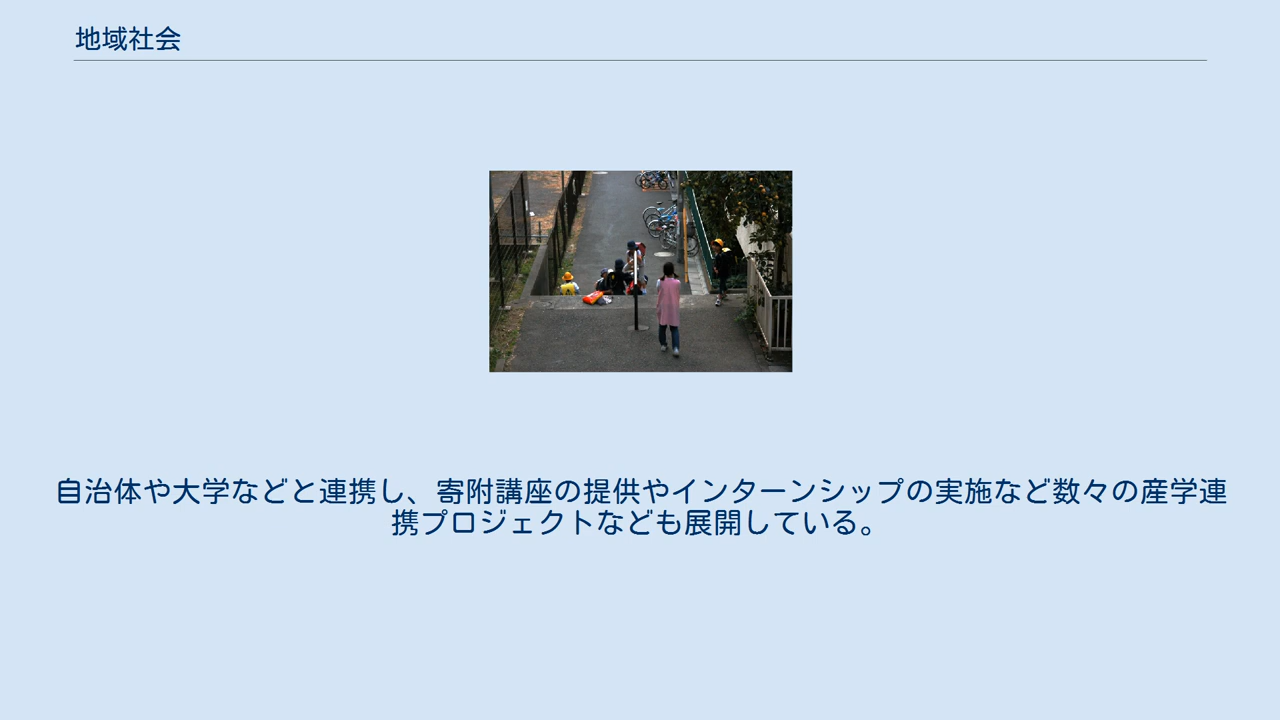 地域社会
自治体や大学などと連携し、寄附講座の提供やインターンシップの実施など数々の産学連
携プロジェクトなども展開している。